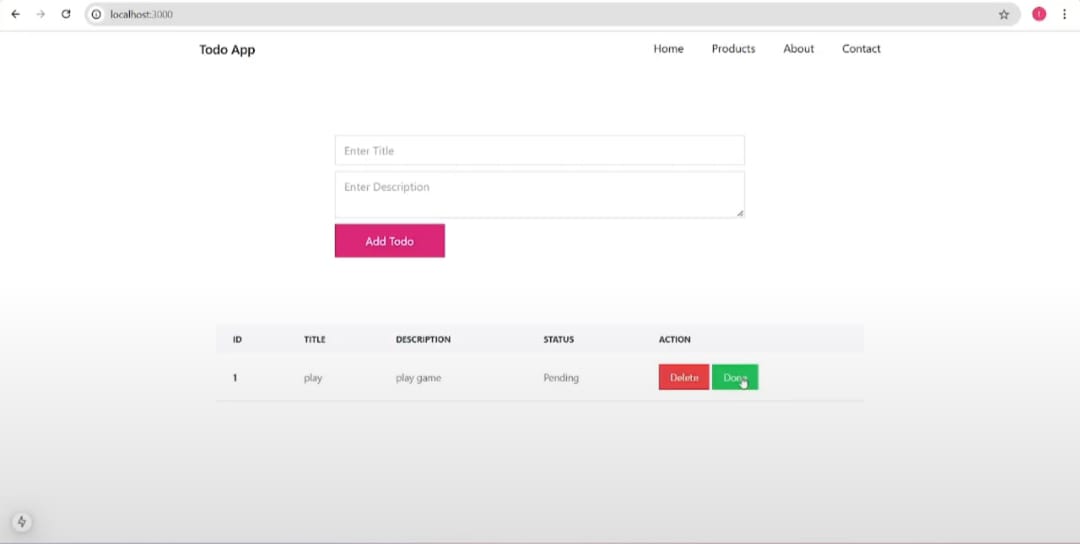 localhost:3000
Todo App Home Products About Contact
Enter Title
Enter Description
Add Todo
ID TITLE DESCRIPTION STATUS ACTION
1 play play game Pending Delete Done